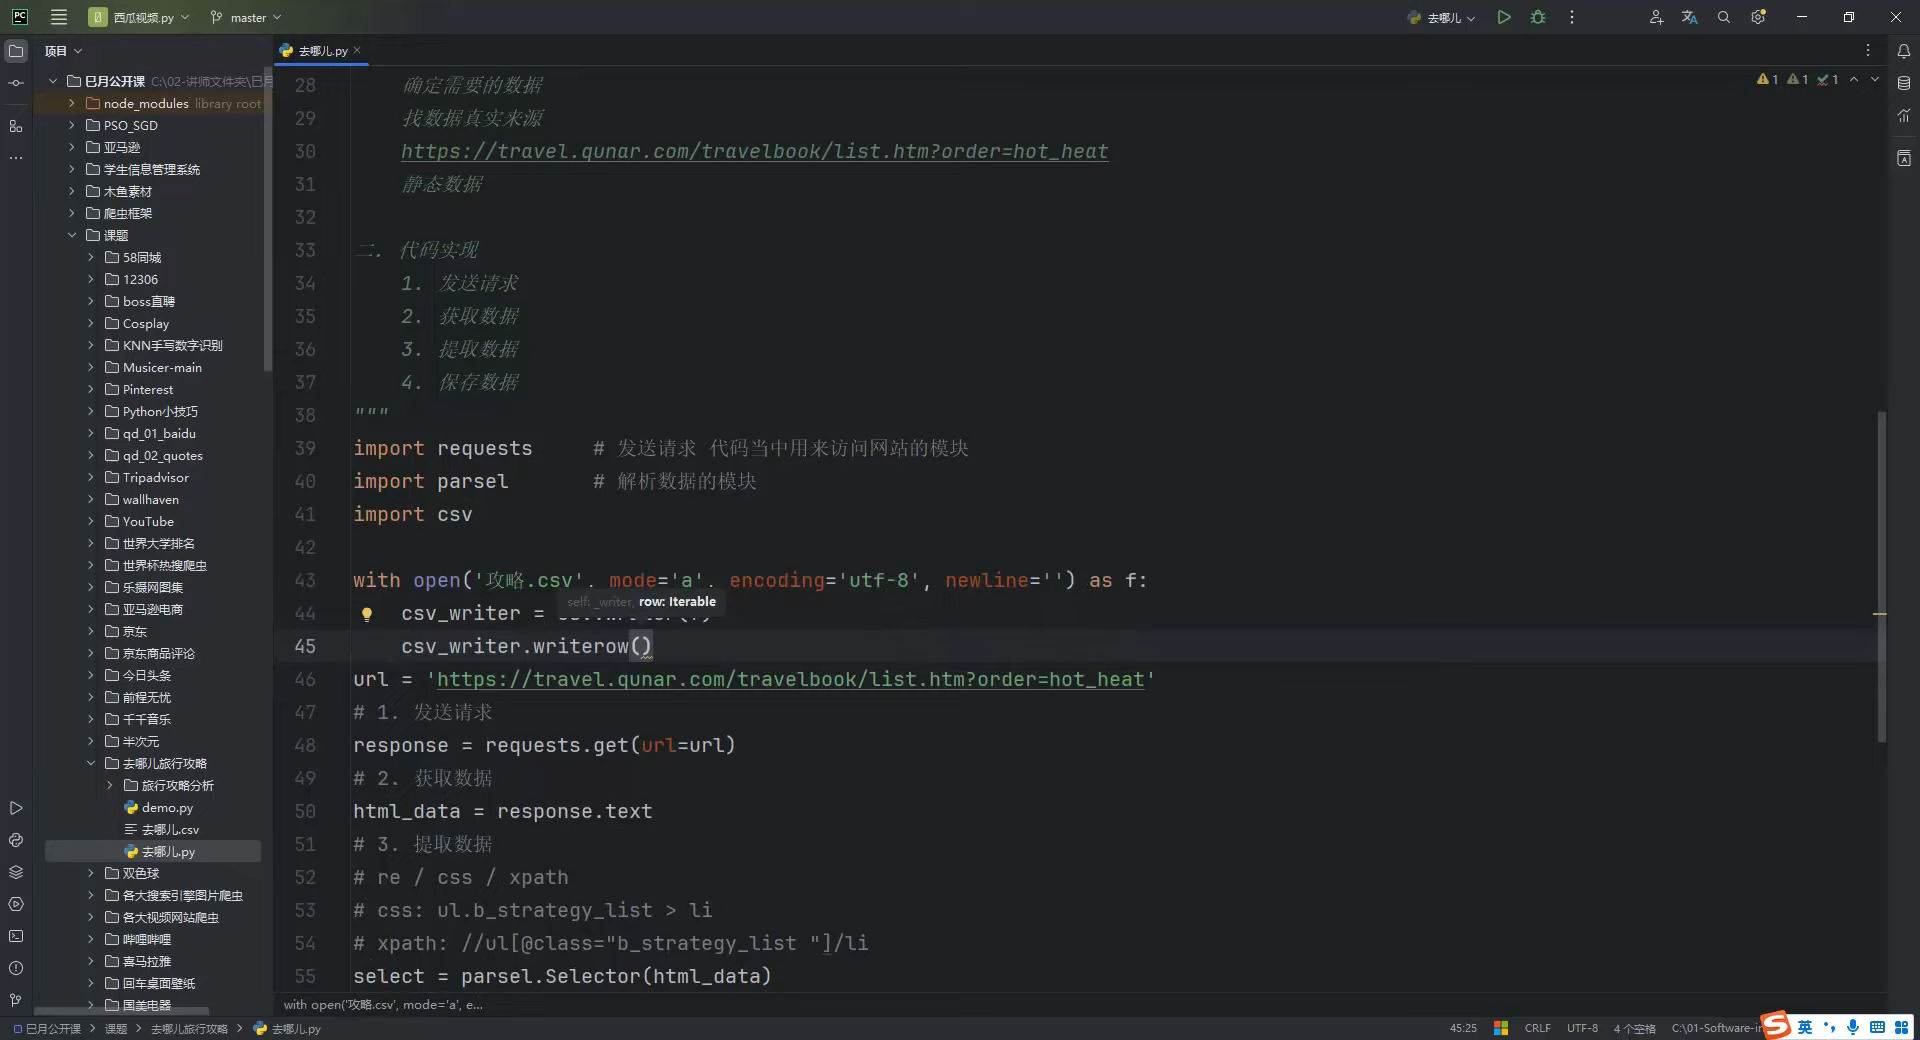 PC
西瓜视频.py
master
去哪儿
项目
去哪儿.py
巳月公开课 C:\02-讲师文件夹\巳月
node_modules library root
PSO_SGD
亚马逊
学生信息管理系统
木鱼素材
爬虫框架
课题
58同城
12306
boss直聘
Cosplay
KNN手写数字识别
Musicer-main
Pinterest
Python小技巧
qd_01_baidu
qd_02_quotes
Tripadvisor
wallhaven
YouTube
世界大学排名
世界杯热搜爬虫
乐摄网图集
亚马逊电商
京东
京东商品评论
今日头条
前程无忧
千千音乐
半次元
去哪儿旅行攻略
旅行攻略分析
demo.py
去哪儿.csv
去哪儿.py
双色球
各大搜索引擎图片爬虫
各大视频网站爬虫
哔哩哔哩
喜马拉雅
回车桌面壁纸
国美电器
1 1 1
28 确定需要的数据
29 找数据真实来源
30 https://travel.qunar.com/travelbook/list.htm?order=hot_heat
31 静态数据
32
33 二. 代码实现
34 1. 发送请求
35 2. 获取数据
36 3. 提取数据
37 4. 保存数据
38 """
39 import requests # 发送请求 代码当中用来访问网站的模块
40 import parsel # 解析数据的模块
41 import csv
42
43 with open('攻略.csv', mode='a', encoding='utf-8', newline='') as f:
self: _writer, row: Iterable
44 csv_writer =
45 csv_writer.writerow()
46 url = 'https://travel.qunar.com/travelbook/list.htm?order=hot_heat'
47 # 1. 发送请求
48 response = requests.get(url=url)
49 # 2. 获取数据
50 html_data = response.text
51 # 3. 提取数据
52 # re / css / xpath
53 # css: ul.b_strategy_list > li
54 # xpath: //ul[@class="b_strategy_list "]/li
55 select = parsel.Selector(html_data)
with open('攻略.csv', mode='a', e...
巳月公开课 > 课题 > 去哪儿旅行攻略 > 去哪儿.py
45:25 CRLF UTF-8 4 个空格 C:\01-Software-in
S 英